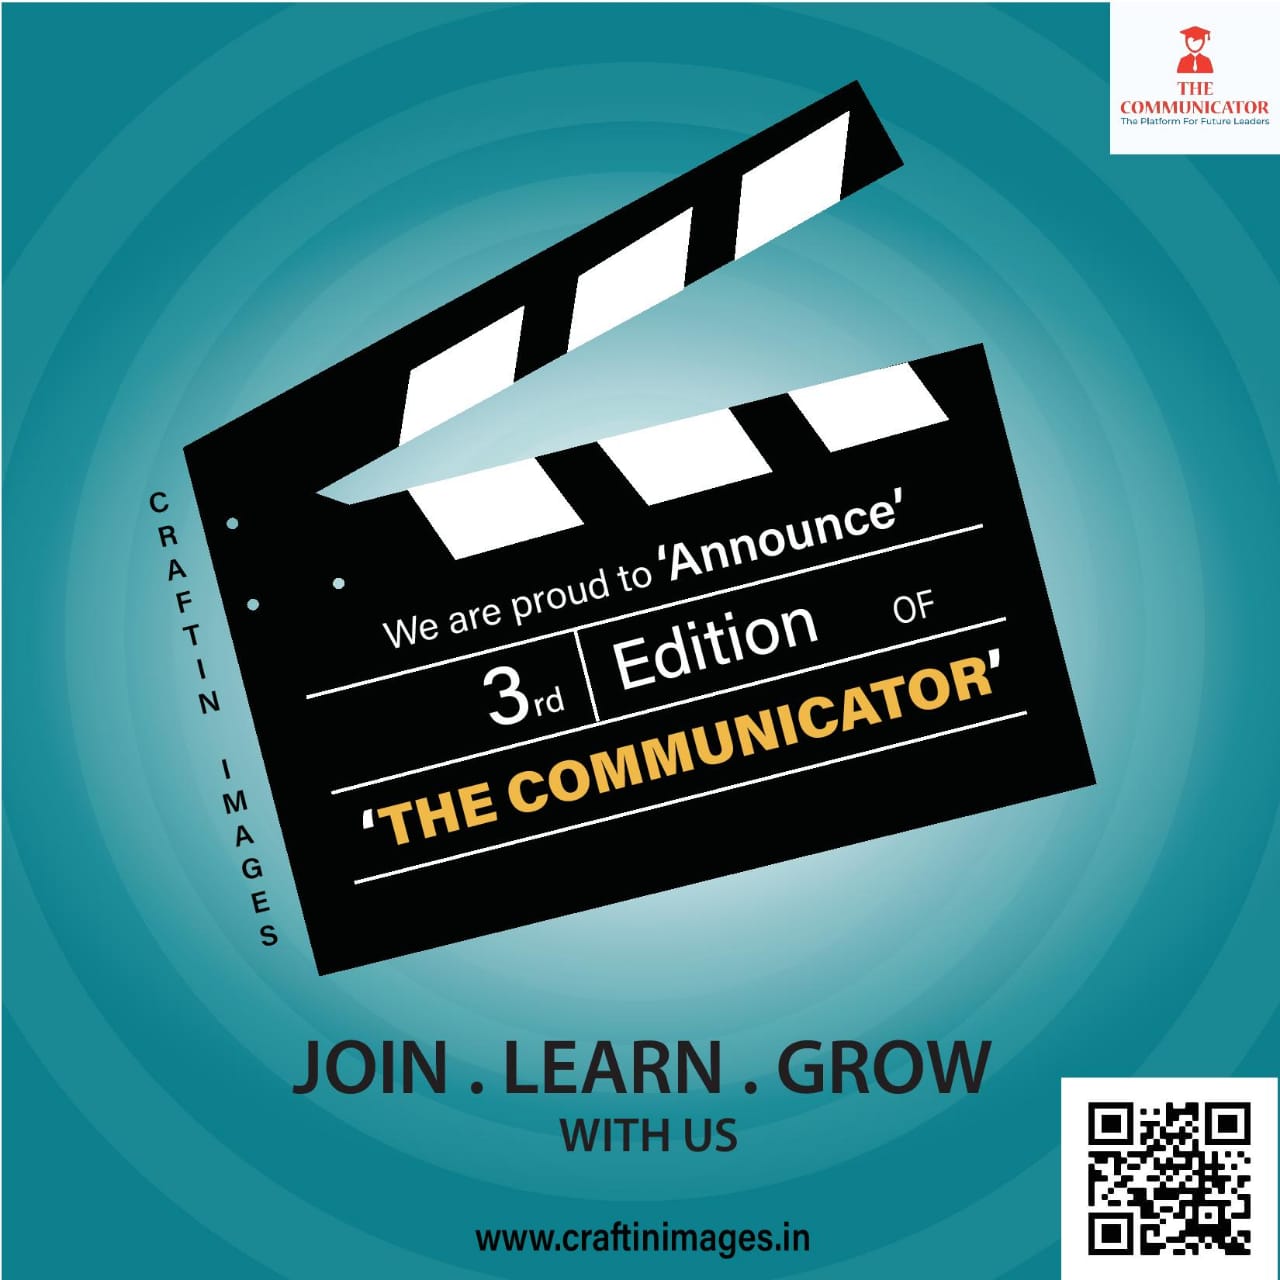 THE
COMMUNICATOR
The Platform For Future Leaders
CRAFTIN IMAGES
We are proud to ‘Announce’
3rd Edition OF
‘THE COMMUNICATOR’
JOIN . LEARN . GROW
WITH US
www.craftinimages.in